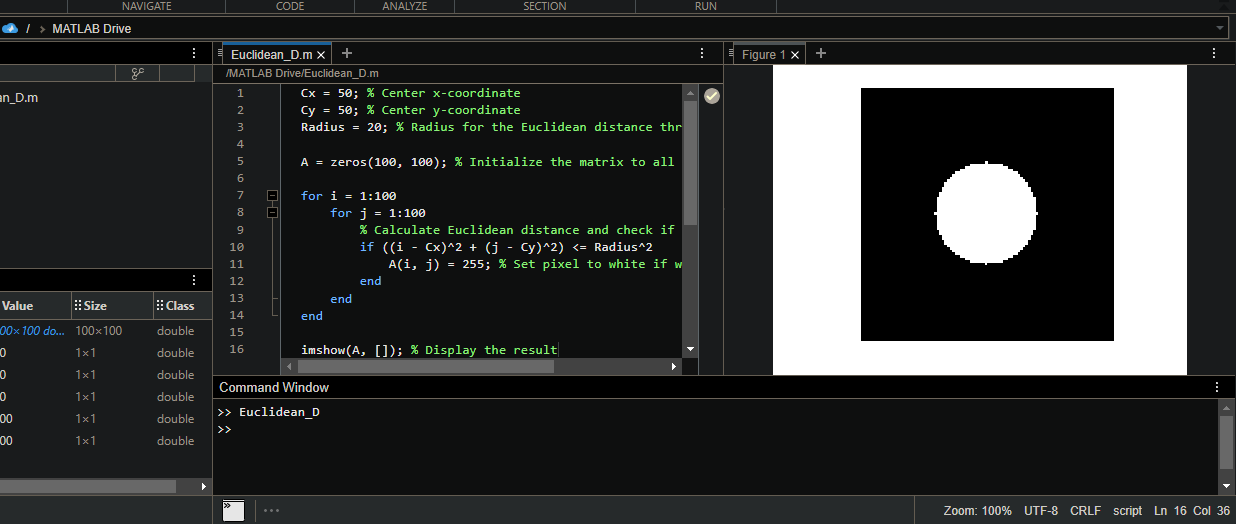 NAVIGATE CODE ANALYZE SECTION RUN
/ > MATLAB Drive
Euclidean_D.m × +
Figure 1 × +
/MATLAB Drive/Euclidean_D.m
an_D.m
1 Cx = 50; % Center x-coordinate
2 Cy = 50; % Center y-coordinate
3 Radius = 20; % Radius for the Euclidean distance thr
4
5 A = zeros(100, 100); % Initialize the matrix to all
6
7 for i = 1:100
8 for j = 1:100
9 % Calculate Euclidean distance and check if
10 if ((i - Cx)^2 + (j - Cy)^2) <= Radius^2
11 A(i, j) = 255; % Set pixel to white if w
12 end
13 end
14 end
15
16 imshow(A, []); % Display the result
Value Size Class
00×100 do... 100×100 double
0 1×1 double
0 1×1 double
0 1×1 double
00 1×1 double
00 1×1 double
Command Window
>> Euclidean_D
>>
Zoom: 100% UTF-8 CRLF script Ln 16 Col 36